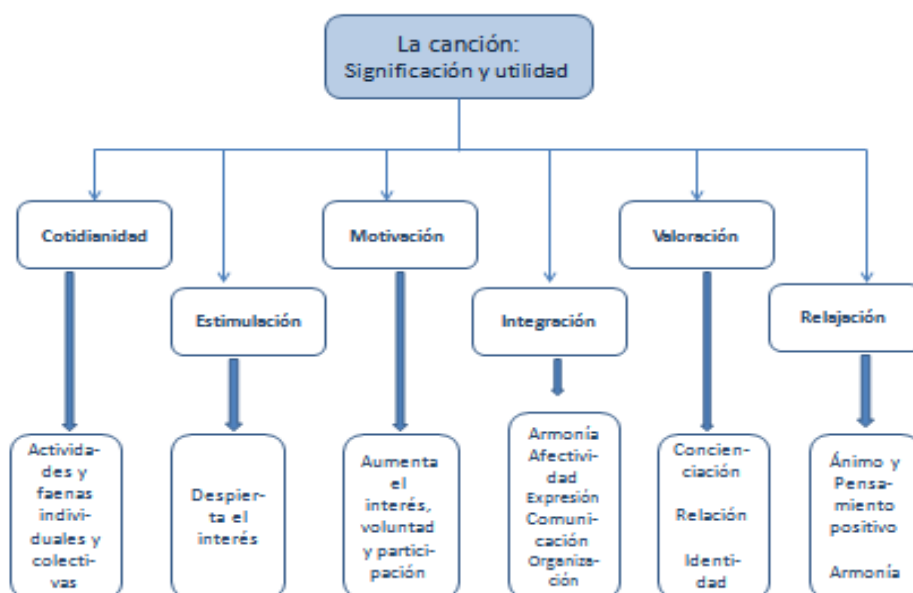 La canción:
Significación y utilidad
Cotidianidad
Motivación
Valoración
Estimulación
Integración
Relajación
Activida-
des y
faenas
indivi-
duales y
colecti-
vas
Despier-
ta el
interés
Aumenta
el
interés,
voluntad
y partici-
pación
Armonía
Afectivi-
dad
Expresión
Comuni-
cación
Organiza-
ción
Concien-
ciación
Relación
Identi-
dad
Ánimo y
Pensa-
miento
positivo
Armonía